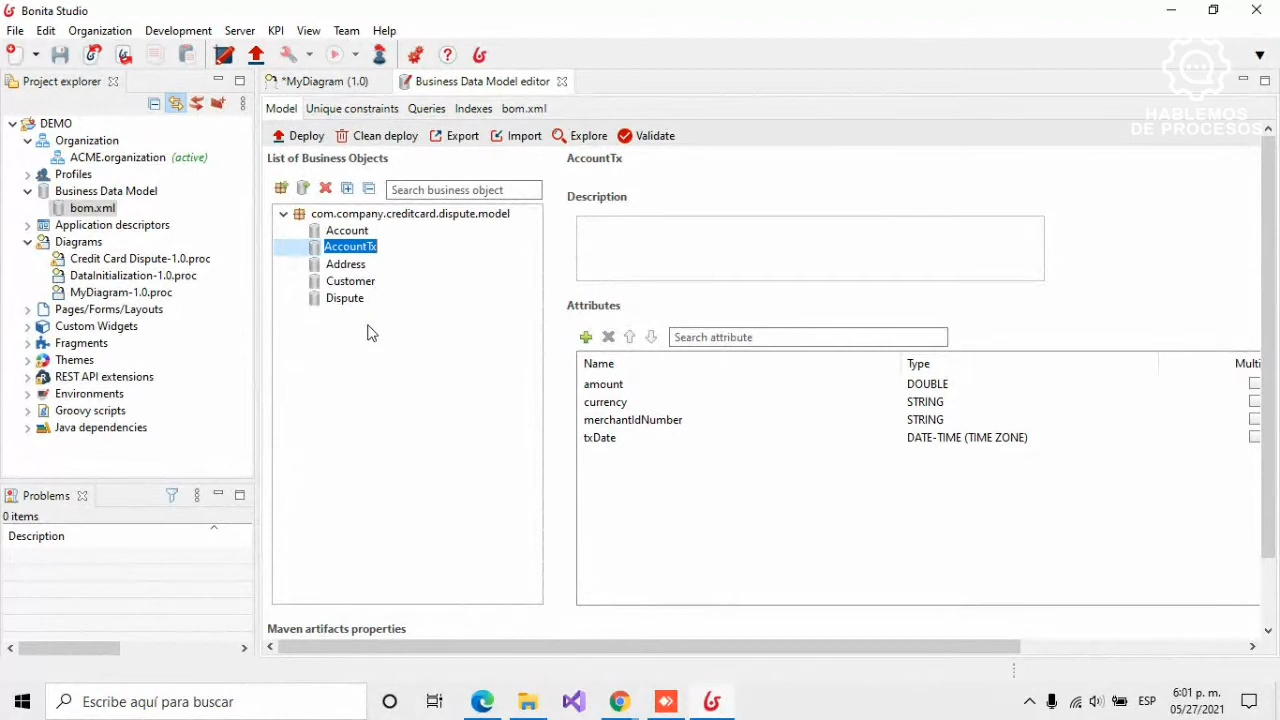 Bonita Studio
File Edit Organization Development Server KPI View Team Help
HABLEMOS
DE PROCESOS
Project explorer
*MyDiagram (1.0)
Business Data Model editor
Model Unique constraints Queries Indexes bom.xml
Deploy Clean deploy Export Import Explore Validate
DEMO
Organization
ACME.organization (active)
Profiles
Business Data Model
bom.xml
Application descriptors
Diagrams
Credit Card Dispute-1.0.proc
DataInitialization-1.0.proc
MyDiagram-1.0.proc
Pages/Forms/Layouts
Custom Widgets
Fragments
Themes
REST API extensions
Environments
Groovy scripts
Java dependencies
Problems
0 items
Description
List of Business Objects
Search business object
com.company.creditcard.dispute.model
Account
AccountTx
Address
Customer
Dispute
AccountTx
Description
Attributes
Search attribute
Name Type Multi
amount DOUBLE
currency STRING
merchantIdNumber STRING
txDate DATE-TIME (TIME ZONE)
Maven artifacts properties
Escribe aquí para buscar
ESP
6:01 p. m.
05/27/2021